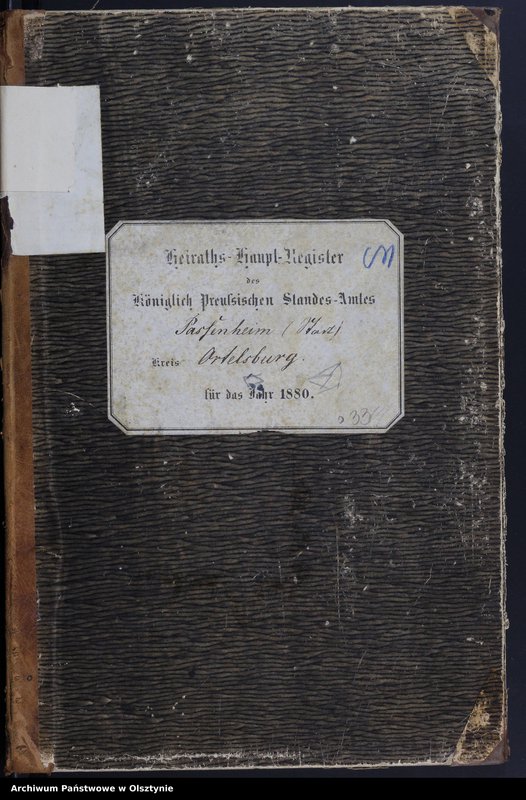 Heiraths-Haupt-Register
des
Königlich Preußischen Standes-Amtes
Passenheim (Stadt)
Kreis Ortelsburg.
für das Jahr 1880.
33
Archiwum Państwowe w Olsztynie